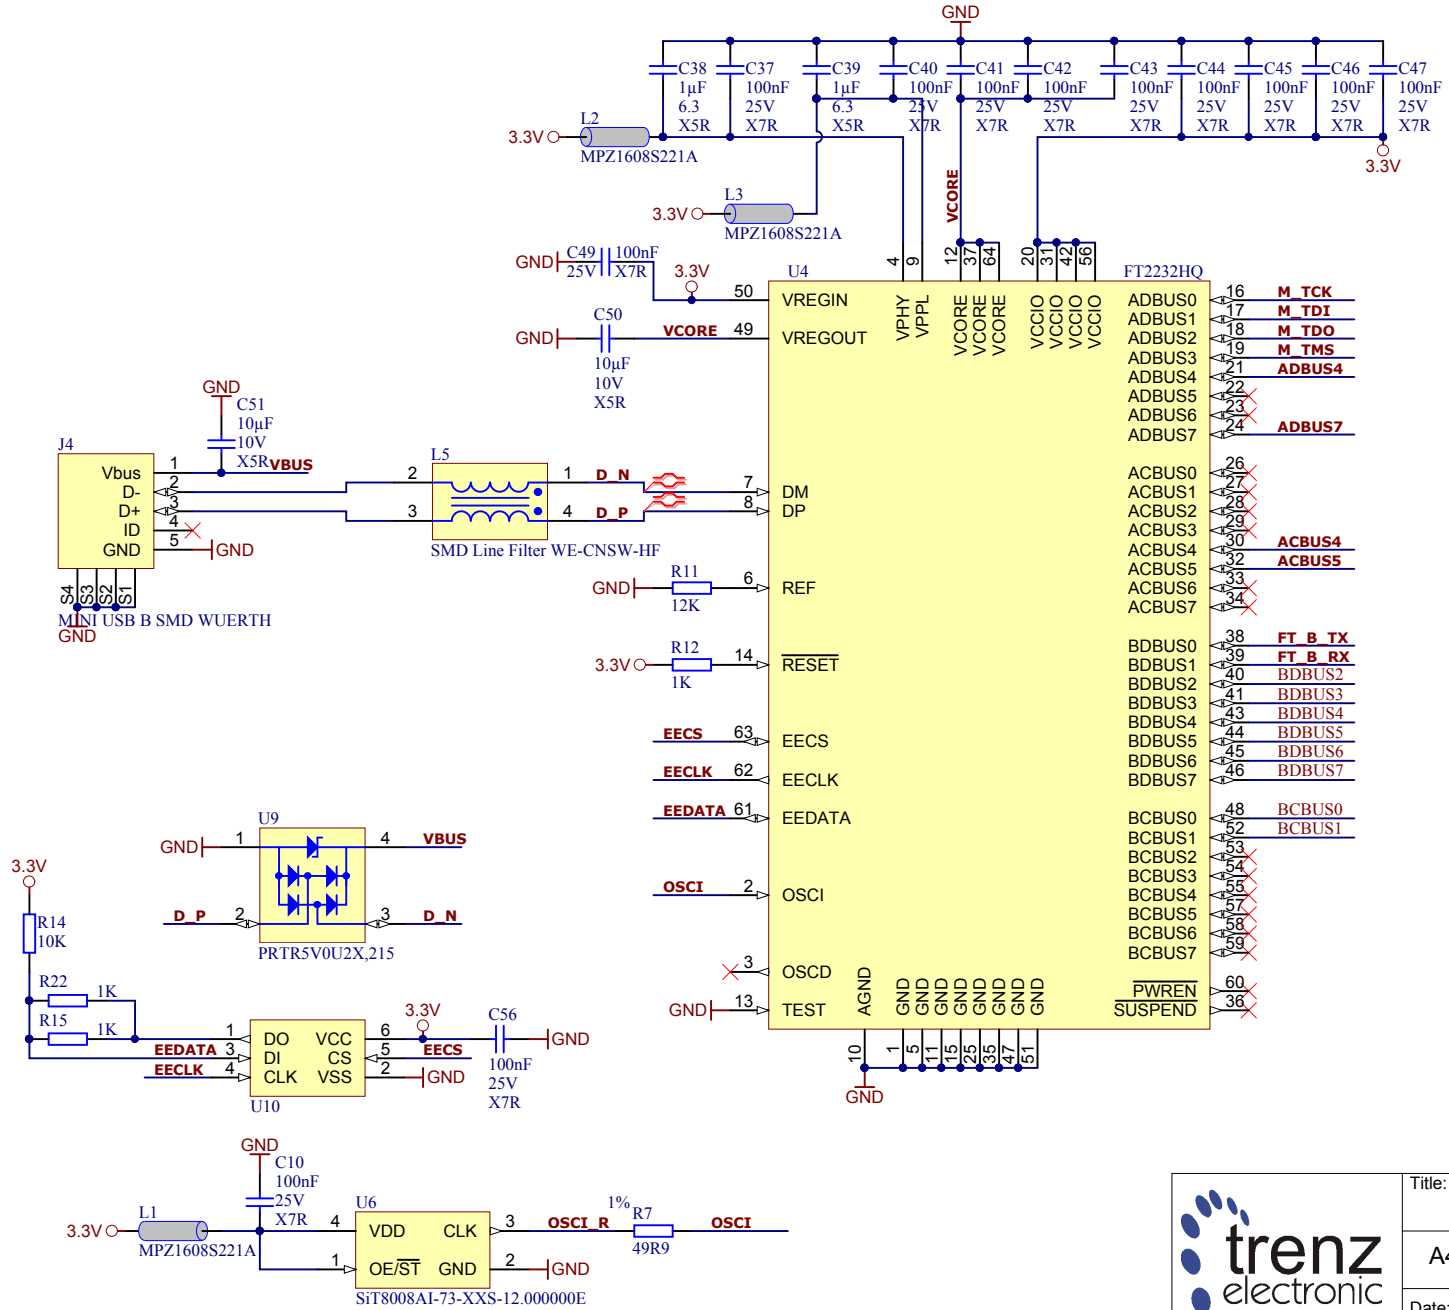 GND
C38
1µF
6.3
X5R
C37
100nF
25V
X7R
C39
1µF
6.3
X5R
C40
100nF
25V
X7R
C41
100nF
25V
X7R
C42
100nF
25V
X7R
C43
100nF
25V
X7R
C44
100nF
25V
X7R
C45
100nF
25V
X7R
C46
100nF
25V
X7R
C47
100nF
25V
X7R
3.3V
L2
3.3V
MPZ1608S221A
L3
3.3V
MPZ1608S221A
VCORE
GND
C49
25V
100nF
X7R
3.3V
GND
C50
10µF
10V
X5R
VCORE
U4
FT2232HQ
4
9
12
37
64
20
31
42
56
VPHY
VPPL
VCORE
VCORE
VCORE
VCCIO
VCCIO
VCCIO
VCCIO
50 VREGIN
49 VREGOUT
7 DM
8 DP
6 REF
14 RESET
63 EECS
62 EECLK
61 EEDATA
2 OSCI
3 OSCD
13 TEST
ADBUS0 16 M_TCK
ADBUS1 17 M_TDI
ADBUS2 18 M_TDO
ADBUS3 19 M_TMS
ADBUS4 21 ADBUS4
ADBUS5 22
ADBUS6 23
ADBUS7 24 ADBUS7
ACBUS0 26
ACBUS1 27
ACBUS2 28
ACBUS3 29
ACBUS4 30 ACBUS4
ACBUS5 32 ACBUS5
ACBUS6 33
ACBUS7 34
BDBUS0 38 FT_B_TX
BDBUS1 39 FT_B_RX
BDBUS2 40 BDBUS2
BDBUS3 41 BDBUS3
BDBUS4 43 BDBUS4
BDBUS5 44 BDBUS5
BDBUS6 45 BDBUS6
BDBUS7 46 BDBUS7
BCBUS0 48 BCBUS0
BCBUS1 52 BCBUS1
BCBUS2 53
BCBUS3 54
BCBUS4 55
BCBUS5 57
BCBUS6 58
BCBUS7 59
PWREN 60
SUSPEND 36
AGND
GND
GND
GND
GND
GND
GND
GND
GND
10
1
5
11
15
25
35
47
51
GND
GND
C51
10µF
10V
X5R
VBUS
J4
Vbus 1
D- 2
D+ 3
ID 4
GND 5
GND
S4
S3
S2
S1
MINI USB B SMD WUERTH
GND
L5
2
3
1
4
D_N
D_P
SMD Line Filter WE-CNSW-HF
GND
R11
12K
3.3V
R12
1K
EECS
EECLK
EEDATA
OSCI
GND
U9
GND 1
4 VBUS
D_P 2
3 D_N
PRTR5V0U2X,215
3.3V
R14
10K
R22
1K
R15
1K
EEDATA
EECLK
1 DO
3 DI
4 CLK
VCC 6
CS 5
VSS 2
U10
3.3V
EECS
GND
C56
100nF
25V
X7R
GND
GND
C10
100nF
25V
X7R
3.3V
L1
MPZ1608S221A
U6
4 VDD
1 OE/ST
CLK 3
GND 2
SiT8008AI-73-XXS-12.000000E
OSCI_R
1%
R7
49R9
OSCI
GND
trenz
electronic
Title:
A4
Date: